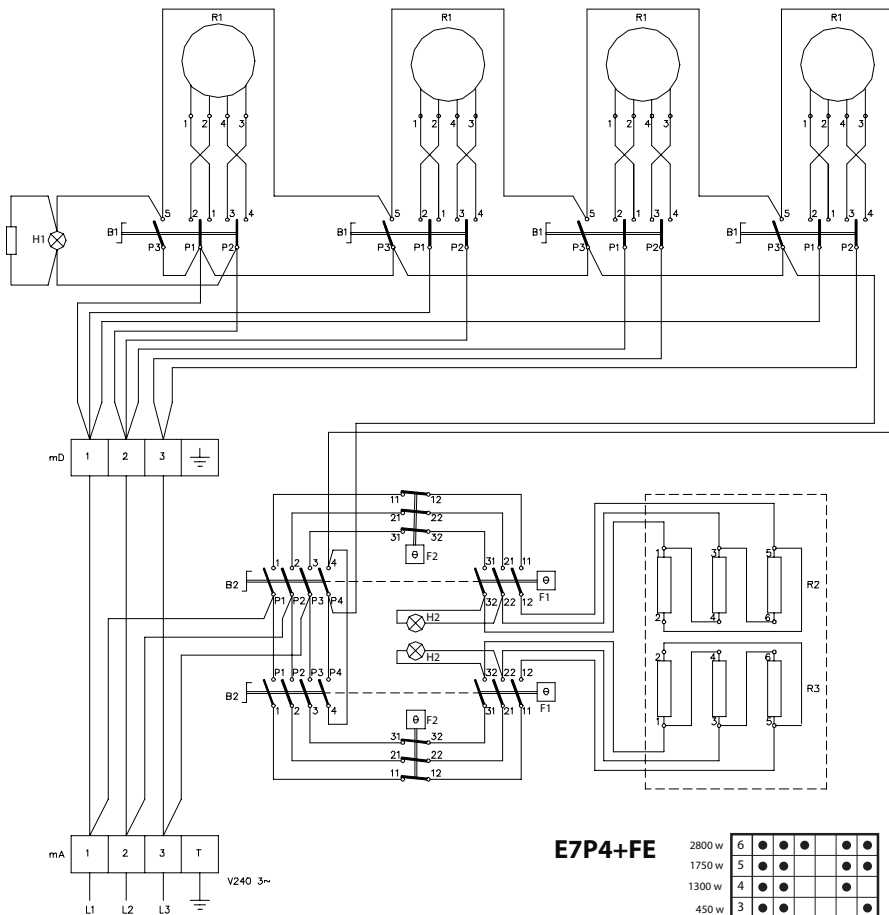 R1 R1 R1 R1
1 2 4 3 1 2 4 3 1 2 4 3 1 2 4 3
5 2 1 3 4 5 2 1 3 4 5 2 1 3 4 5 2 1 3 4
H1 B1 B1 B1 B1
P3 P1 P2 P3 P1 P2 P3 P1 P2 P3 P1 P2
mD 1 2 3
11 12
21 22
31 32
θ F2
1 2 3 4 31 21 11
B2 θ F1
P1 P2 P3 P4 32 22 12
H2
H2
1 3 5
R2
2 4 6
P1 P2 P3 P4 32 22 12
B2 θ F1
1 2 3 4 31 21 11
2 4 6
R3
1 3 5
θ F2
31 32
21 22
11 12
mA 1 2 3 T
V240 3~
L1 L2 L3
E7P4+FE
2800 w 6
1750 w 5
1300 w 4
450 w 3